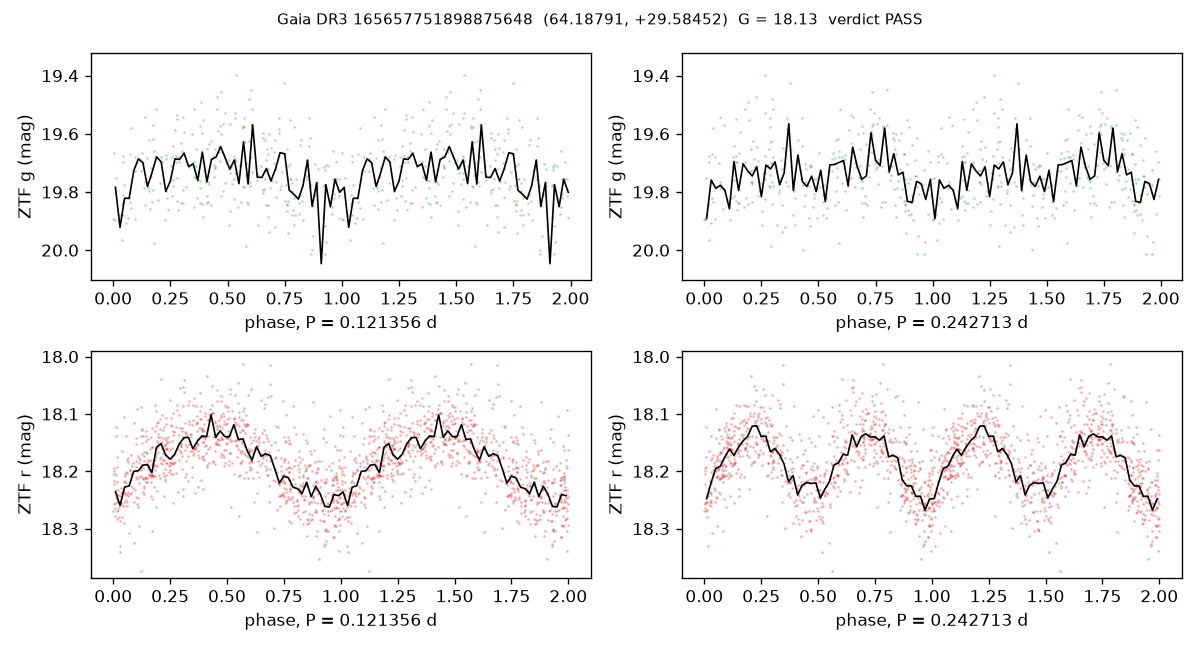 Gaia DR3 165657751898875648  (64.18791, +29.58452)  G = 18.13  verdict PASS
ZTF g (mag)
19.4
19.6
19.8
20.0
0.00 0.25 0.50 0.75 1.00 1.25 1.50 1.75 2.00
phase, P = 0.121356 d
ZTF g (mag)
19.4
19.6
19.8
20.0
0.00 0.25 0.50 0.75 1.00 1.25 1.50 1.75 2.00
phase, P = 0.242713 d
ZTF r (mag)
18.0
18.1
18.2
18.3
0.00 0.25 0.50 0.75 1.00 1.25 1.50 1.75 2.00
phase, P = 0.121356 d
ZTF r (mag)
18.0
18.1
18.2
18.3
0.00 0.25 0.50 0.75 1.00 1.25 1.50 1.75 2.00
phase, P = 0.242713 d